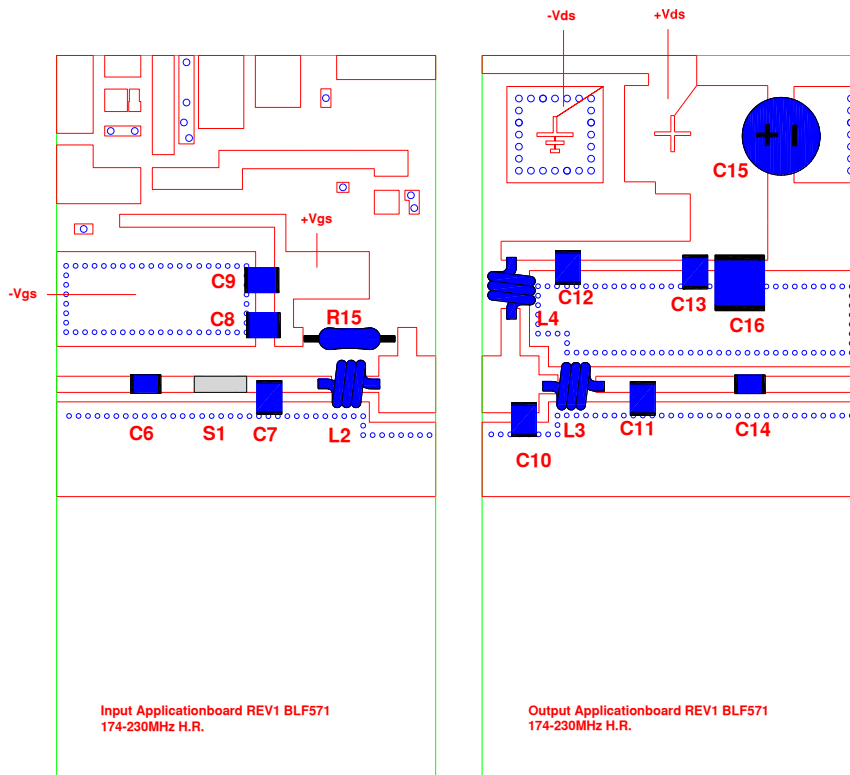 -Vds
+Vds
C15
+Vgs
-Vgs
C9
C8
R15
C12
C13
C16
L4
C6
S1
C7
L2
C10
L3
C11
C14
Input Applicationboard REV1 BLF571
174-230MHz H.R.
Output Applicationboard REV1 BLF571
174-230MHz H.R.